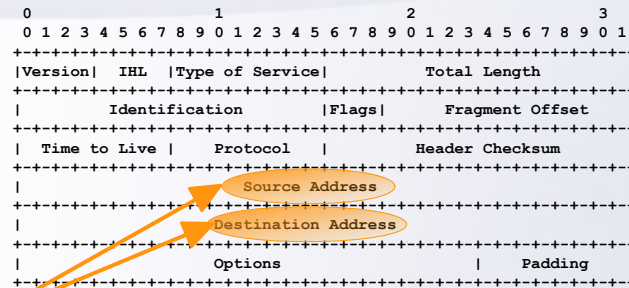 0                   1                   2                   3
0 1 2 3 4 5 6 7 8 9 0 1 2 3 4 5 6 7 8 9 0 1 2 3 4 5 6 7 8 9 0 1
+-+-+-+-+-+-+-+-+-+-+-+-+-+-+-+-+-+-+-+-+-+-+-+-+-+-+-+-+-+-+-+-
|Version|  IHL  |Type of Service|          Total Length
+-+-+-+-+-+-+-+-+-+-+-+-+-+-+-+-+-+-+-+-+-+-+-+-+-+-+-+-+-+-+-+-
|         Identification        |Flags|      Fragment Offset
+-+-+-+-+-+-+-+-+-+-+-+-+-+-+-+-+-+-+-+-+-+-+-+-+-+-+-+-+-+-+-+-
|  Time to Live |    Protocol   |         Header Checksum
+-+-+-+-+-+-+-+-+-+-+-+-+-+-+-+-+-+-+-+-+-+-+-+-+-+-+-+-+-+-+-+-
|                       Source Address
+-+-+-+-+-+-+-+-+-+-+-+-+-+-+-+-+-+-+-+-+-+-+-+-+-+-+-+-+-+-+-+-
|                    Destination Address
+-+-+-+-+-+-+-+-+-+-+-+-+-+-+-+-+-+-+-+-+-+-+-+-+-+-+-+-+-+-+-+-
|                    Options                    |    Padding
+-+-+-+-+-+-+-+-+-+-+-+-+-+-+-+-+-+-+-+-+-+-+-+-+-+-+-+-+-+-+-+-